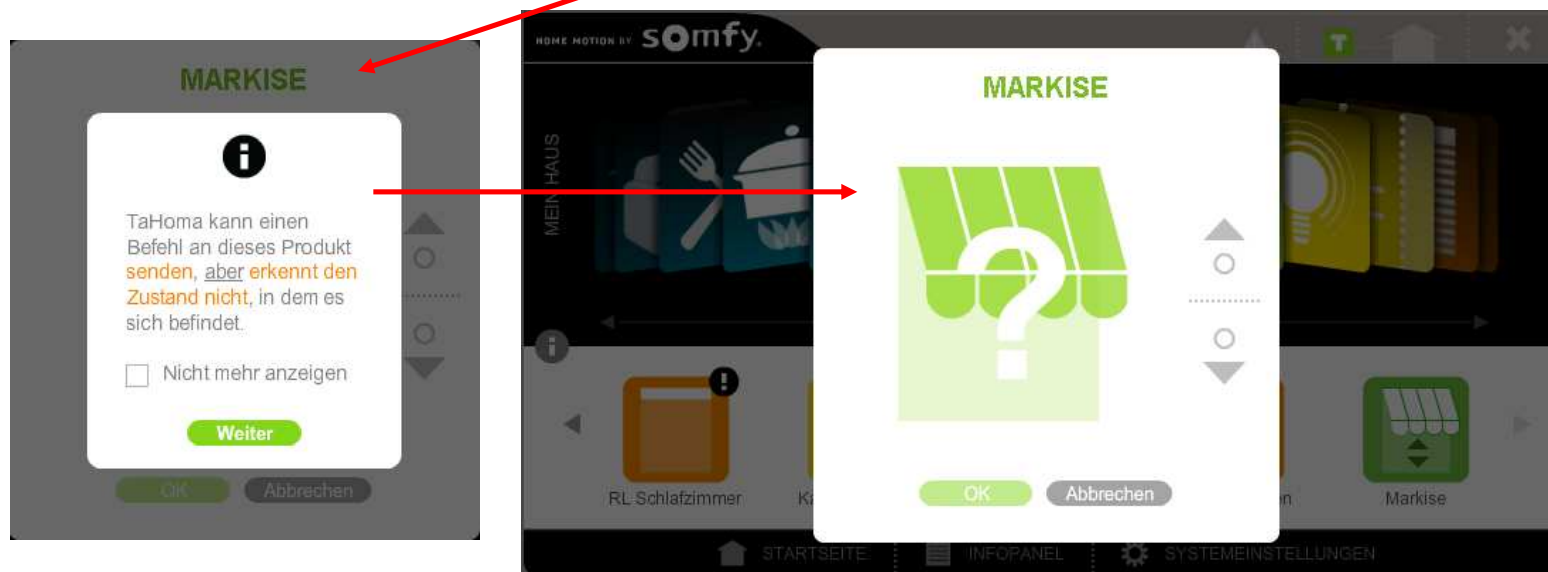 MARKISE
TaHoma kann einen
Befehl an dieses Produkt
senden, aber erkennt den
Zustand nicht, in dem es
sich befindet.
Nicht mehr anzeigen
Weiter
OK
Abbrechen
HOME MOTION BY somfy.
T
MEIN HAUS
MARKISE
?
OK
Abbrechen
RL Schlafzimmer
Markise
STARTSEITE
INFOPANEL
SYSTEMEINSTELLUNGEN